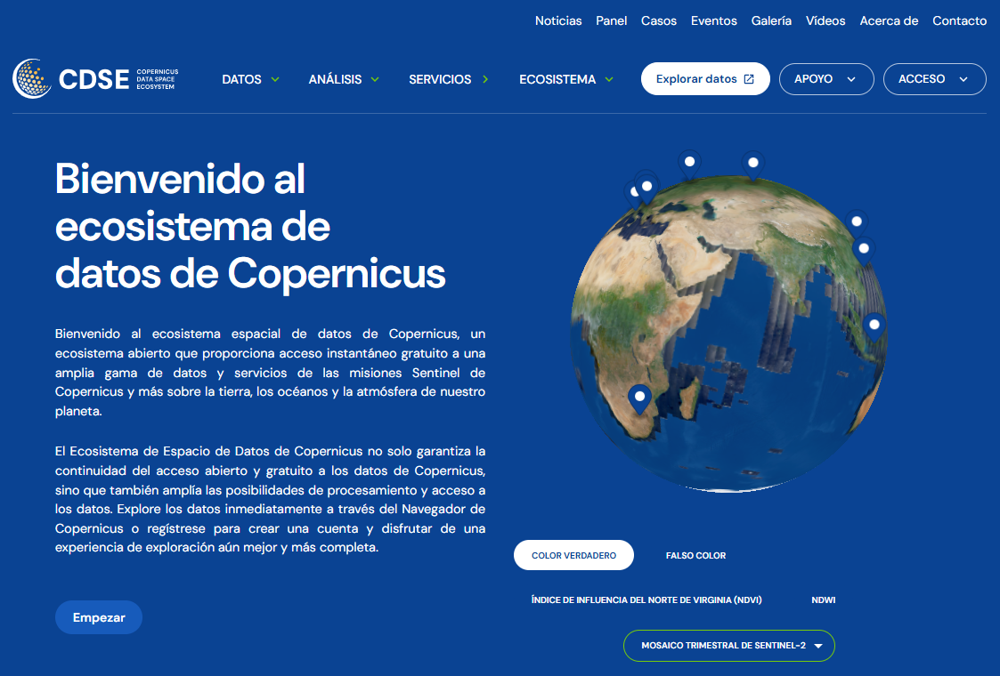 Noticias Panel Casos Eventos Galería Vídeos Acerca de Contacto
CDSE
COPERNICUS
DATA SPACE
ECOSYSTEM
DATOS ANÁLISIS SERVICIOS ECOSISTEMA Explorar datos APOYO ACCESO
Bienvenido al
ecosistema de
datos de Copernicus
Bienvenido al ecosistema espacial de datos de Copernicus, un
ecosistema abierto que proporciona acceso instantáneo gratuito a una
amplia gama de datos y servicios de las misiones Sentinel de
Copernicus y más sobre la tierra, los océanos y la atmósfera de nuestro
planeta.
El Ecosistema de Espacio de Datos de Copernicus no solo garantiza la
continuidad del acceso abierto y gratuito a los datos de Copernicus,
sino que también amplía las posibilidades de procesamiento y acceso a
los datos. Explore los datos inmediatamente a través del Navegador de
Copernicus o regístrese para crear una cuenta y disfrutar de una
experiencia de exploración aún mejor y más completa.
Empezar
COLOR VERDADERO FALSO COLOR
ÍNDICE DE INFLUENCIA DEL NORTE DE VIRGINIA (NDVI) NDWI
MOSAICO TRIMESTRAL DE SENTINEL-2